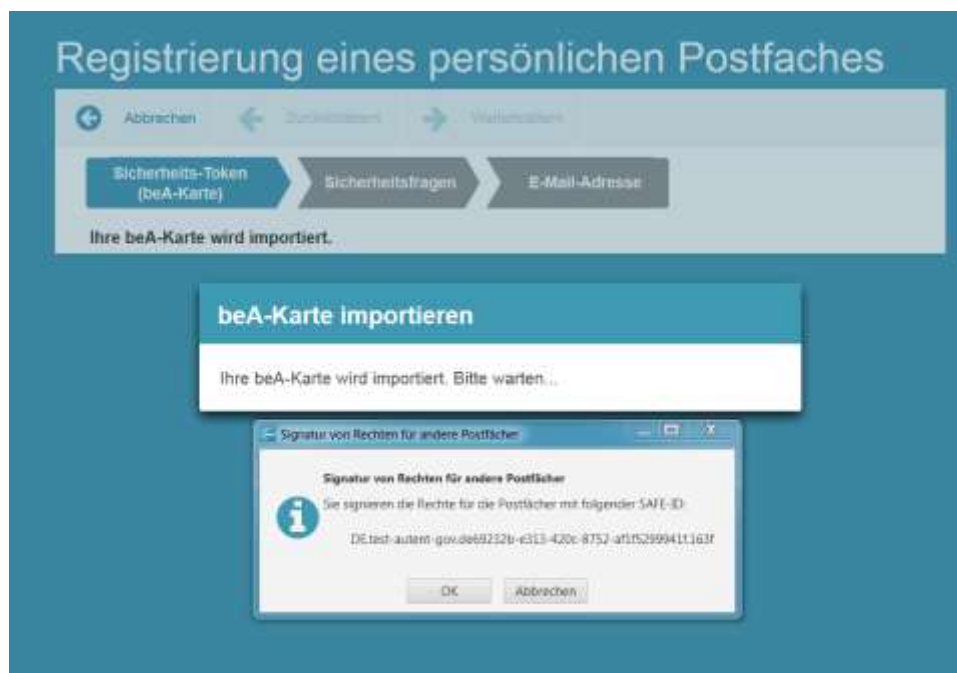 Registrierung eines persönlichen Postfaches
Abbrechen Zurückblättern Weiterblättern
Sicherheits-Token
(beA-Karte)
Sicherheitsfragen
E-Mail-Adresse
Ihre beA-Karte wird importiert.
beA-Karte importieren
Ihre beA-Karte wird importiert. Bitte warten...
Signatur von Rechten für andere Postfächer
Signatur von Rechten für andere Postfächer
Sie signieren die Rechte für die Postfächer mit folgender SAFE-ID:
OK Abbrechen